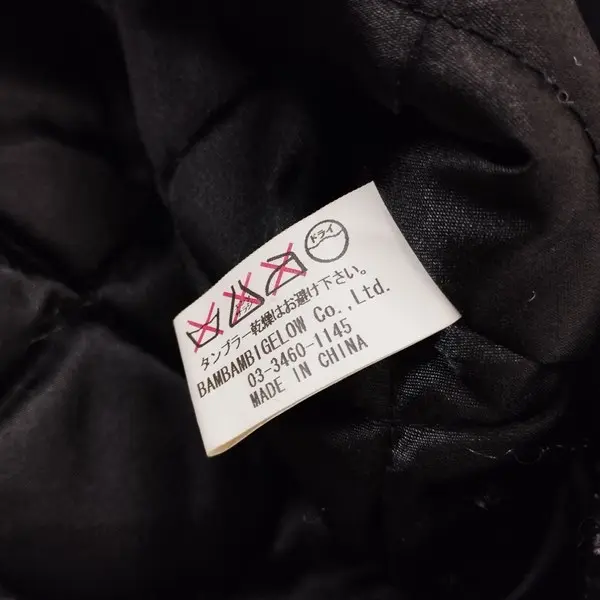 ドライ
タンブラー乾燥はお避け下さい。
BAMBAMBIGELOW Co., Ltd.
03-3460-1145
MADE IN CHINA